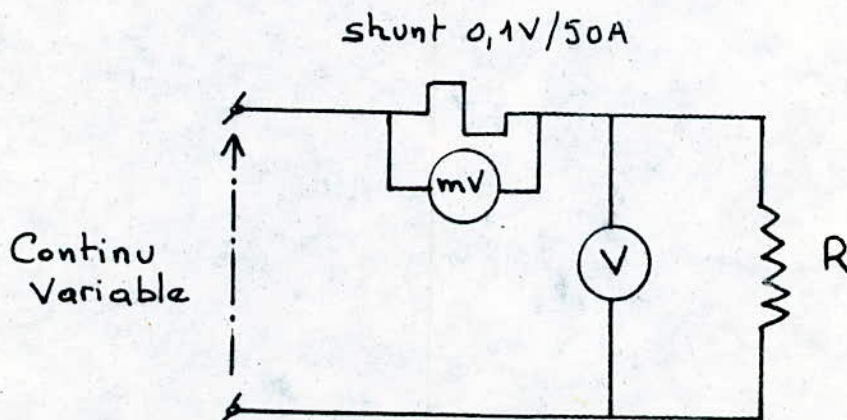 shunt 0,1V/50A
mV
Continu
Variable
V
R